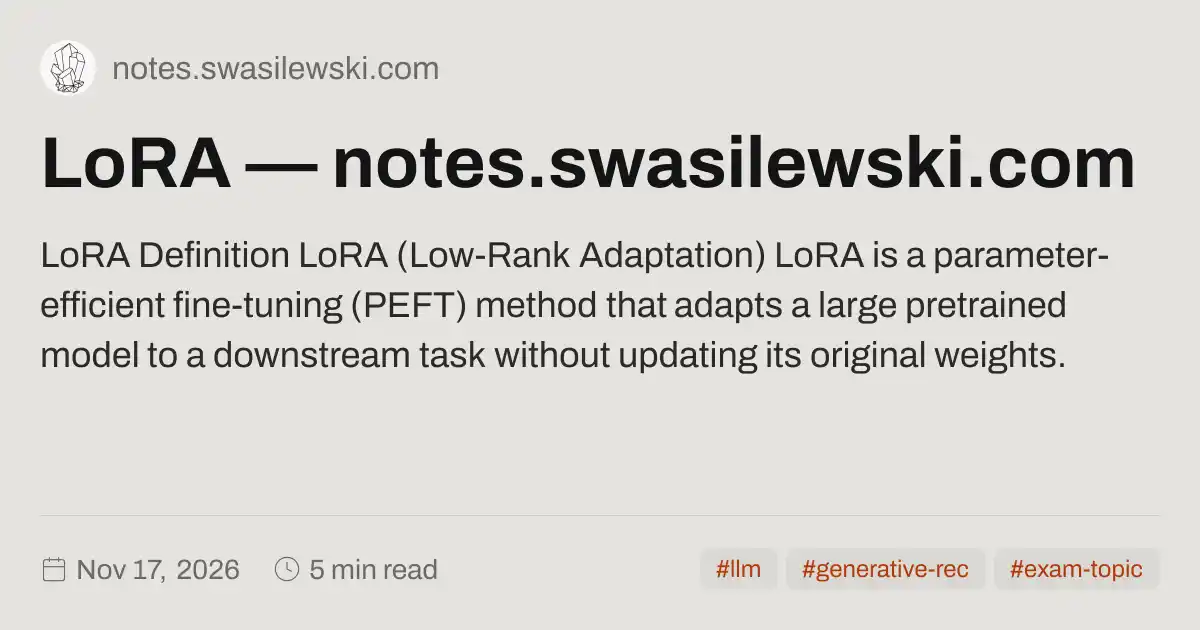 notes.swasilewski.com
LoRA — notes.swasilewski.com
LoRA Definition LoRA (Low-Rank Adaptation) LoRA is a parameter-
efficient fine-tuning (PEFT) method that adapts a large pretrained
model to a downstream task without updating its original weights.
Nov 17, 2026 5 min read #llm #generative-rec #exam-topic